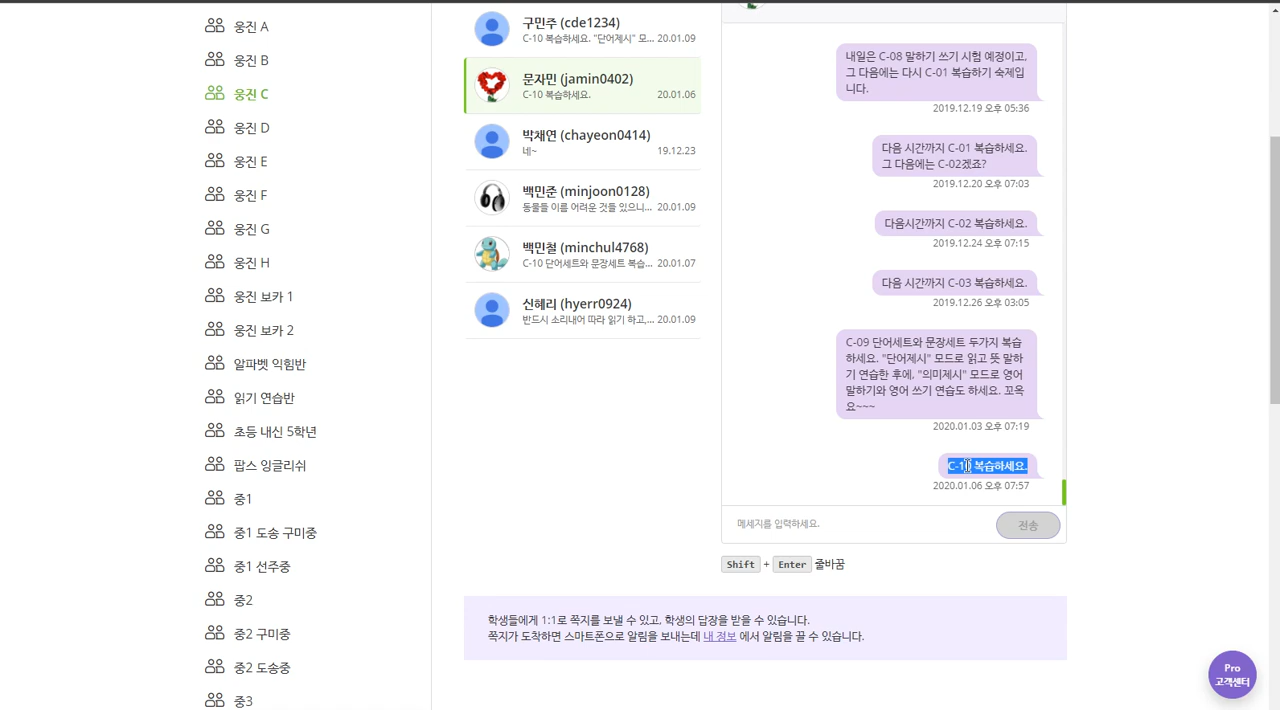 웅진 A
웅진 B
웅진 C
웅진 D
웅진 E
웅진 F
웅진 G
웅진 H
웅진 보카 1
웅진 보카 2
알파벳 익힘반
읽기 연습반
초등 내신 5학년
팝스 잉글리쉬
중1
중1 도송 구미중
중1 선주중
중2
중2 구미중
중2 도송중
중3
구민주 (cde1234)
C-10 복습하세요. "단어제시" 모... 20.01.09
문자민 (jamin0402)
C-10 복습하세요. 20.01.06
박채연 (chayeon0414)
네~ 19.12.23
백민준 (minjoon0128)
동물들 이름 어려운 것들 있으니... 20.01.09
백민철 (minchul4768)
C-10 단어세트와 문장세트 복습... 20.01.07
신혜리 (hyerr0924)
반드시 소리내어 따라 읽기 하고,... 20.01.09
내일은 C-08 말하기 쓰기 시험 예정이고,
그 다음에는 다시 C-01 복습하기 숙제입
니다.
2019.12.19 오후 05:36
다음 시간까지 C-01 복습하세요.
그 다음에는 C-02겠죠?
2019.12.20 오후 07:03
다음시간까지 C-02 복습하세요.
2019.12.24 오후 07:15
다음 시간까지 C-03 복습하세요.
2019.12.26 오후 03:05
C-09 단어세트와 문장세트 두가지 복습
하세요. "단어제시" 모드로 읽고 뜻 말하
기 연습한 후에, "의미제시" 모드로 영어
말하기와 영어 쓰기 연습도 하세요. 꼬옥
요~~~
2020.01.03 오후 07:19
C-10 복습하세요.
2020.01.06 오후 07:57
메세지를 입력하세요.
전송
Shift + Enter 줄바꿈
학생들에게 1:1로 쪽지를 보낼 수 있고, 학생의 답장을 받을 수 있습니다.
쪽지가 도착하면 스마트폰으로 알림을 보내는데 내 정보 에서 알림을 끌 수 있습니다.
Pro
고객센터